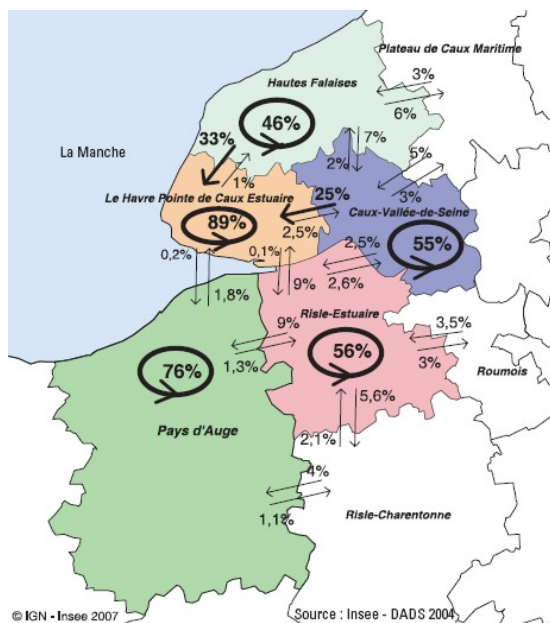 Plateau de Caux Maritime
3%
Hautes Falaises
6%
46%
33%
7%
La Manche
5%
2%
1%
3%
25%
Le Havre Pointe de Caux Estuaire
Caux-Vallée-de-Seine
89%
2,5%
2,5%
55%
0,2%
0,1%
9%
2,6%
1,8%
Risle-Estuaire
9%
3,5%
56%
76%
1,3%
3%
Roumois
5,6%
Pays d'Auge
2,1%
4%
1,1%
Risle-Charentonne
© IGN - Insee 2007
Source : Insee - DADS 2004